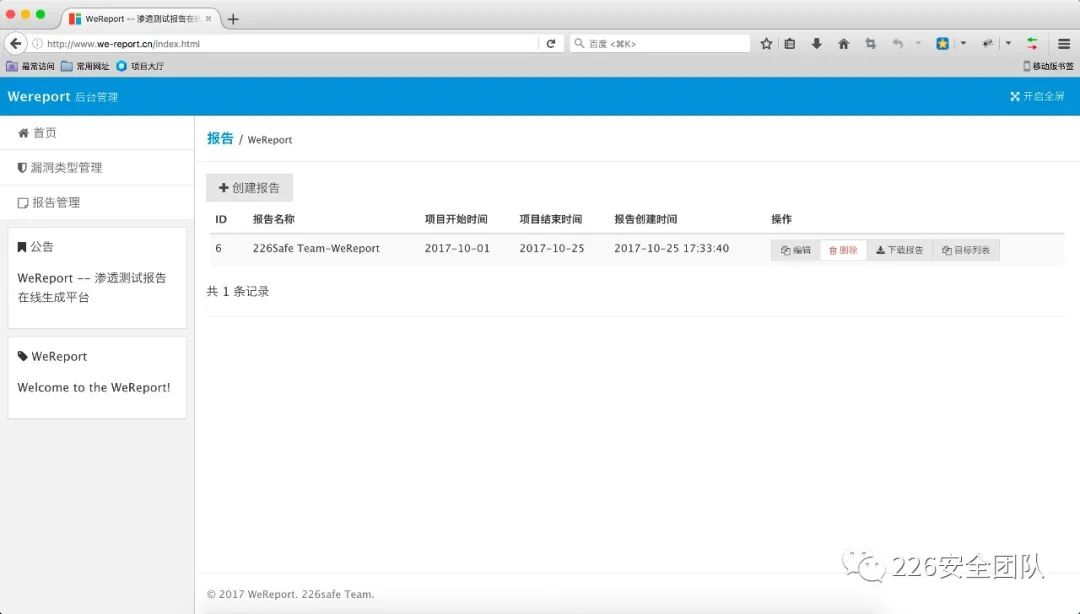 WeReport -- 渗透测试报告在线
http://www.we-report.cn/index.html
百度 <⌘K>
最常访问 常用网址 项目大厅 移动版书签
Wereport 后台管理 开启全屏
首页
漏洞类型管理
报告管理
公告
WeReport -- 渗透测试报告
在线生成平台
WeReport
Welcome to the WeReport!
报告 / WeReport
创建报告
ID 报告名称 项目开始时间 项目结束时间 报告创建时间 操作
6 226Safe Team-WeReport 2017-10-01 2017-10-25 2017-10-25 17:33:40 编辑 删除 下载报告 目标列表
共 1 条记录
226安全团队
© 2017 WeReport. 226safe Team.